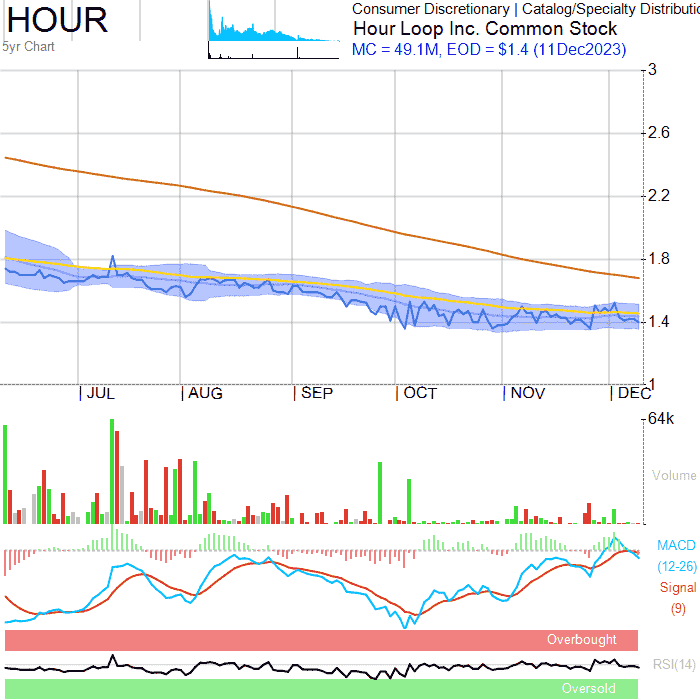 HOUR
5yr Chart
Consumer Discretionary | Catalog/Specialty Distributio
Hour Loop Inc. Common Stock
MC = 49.1M, EOD = $1.4 (11Dec2023)
3
2.6
2.2
1.8
1.4
1
JUL AUG SEP OCT NOV DEC
64k
Volume
MACD
(12-26)
Signal
(9)
Overbought
RSI(14)
Oversold